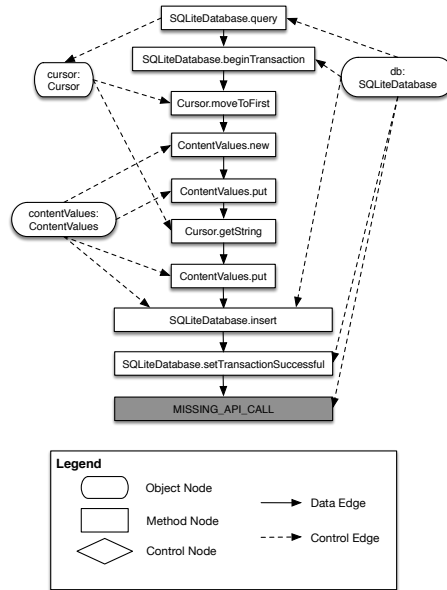 SQLiteDatabase.query
SQLiteDatabase.beginTransaction
cursor:
Cursor
db:
SQLiteDatabase
Cursor.moveToFirst
ContentValues.new
ContentValues.put
contentValues:
ContentValues
Cursor.getString
ContentValues.put
SQLiteDatabase.insert
SQLiteDatabase.setTransactionSuccessful
MISSING_API_CALL
Legend
Object Node
Method Node
Control Node
Data Edge
Control Edge